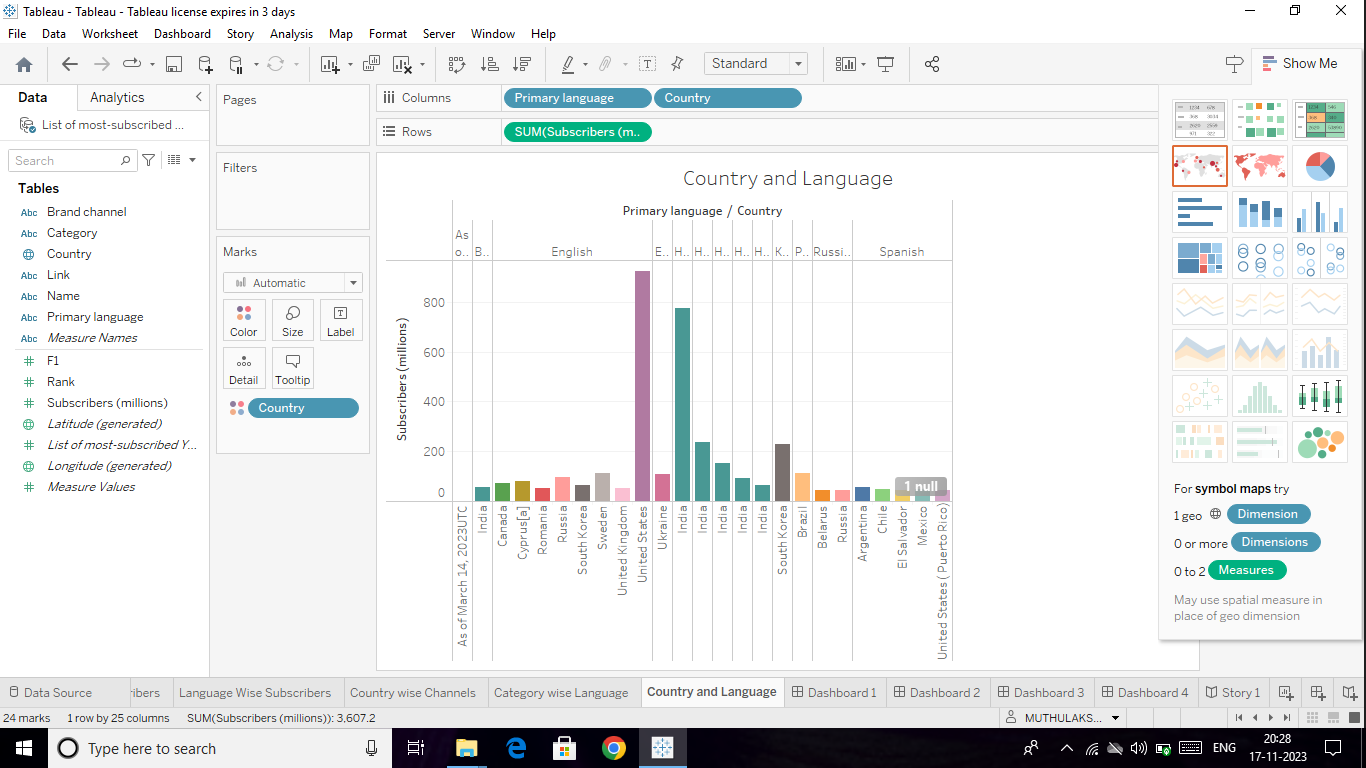 Tableau - Tableau - Tableau license expires in 3 days
File Data Worksheet Dashboard Story Analysis Map Format Server Window Help
Standard
Show Me
Data Analytics
List of most-subscribed ...
Search
Tables
Abc Brand channel
Abc Category
Country
Abc Link
Abc Name
Abc Primary language
Abc Measure Names
# F1
# Rank
# Subscribers (millions)
Latitude (generated)
# List of most-subscribed Y...
Longitude (generated)
# Measure Values
Pages
Filters
Marks
Automatic
Color Size Label
Detail Tooltip
Country
Columns Primary language Country
Rows SUM(Subscribers (m..
Country and Language
Primary language / Country
As
o.. B.. English E.. H.. H.. H.. H.. H.. K.. P.. Russi.. Spanish
Subscribers (millions)
800
600
400
200
0
1 null
As of March 14, 2023UTC
India
Canada
Cyprus[a]
Romania
Russia
South Korea
Sweden
United Kingdom
United States
Ukraine
India
India
India
India
India
South Korea
Brazil
Belarus
Russia
Argentina
Chile
El Salvador
Mexico
United States ( Puerto Rico)
For symbol maps try
1 geo Dimension
0 or more Dimensions
0 to 2 Measures
May use spatial measure in
place of geo dimension
Data Source ribers Language Wise Subscribers Country wise Channels Category wise Language Country and Language Dashboard 1 Dashboard 2 Dashboard 3 Dashboard 4 Story 1
24 marks 1 row by 25 columns SUM(Subscribers (millions)): 3,607.2 MUTHULAKS...
Type here to search
ENG
20:28
17-11-2023